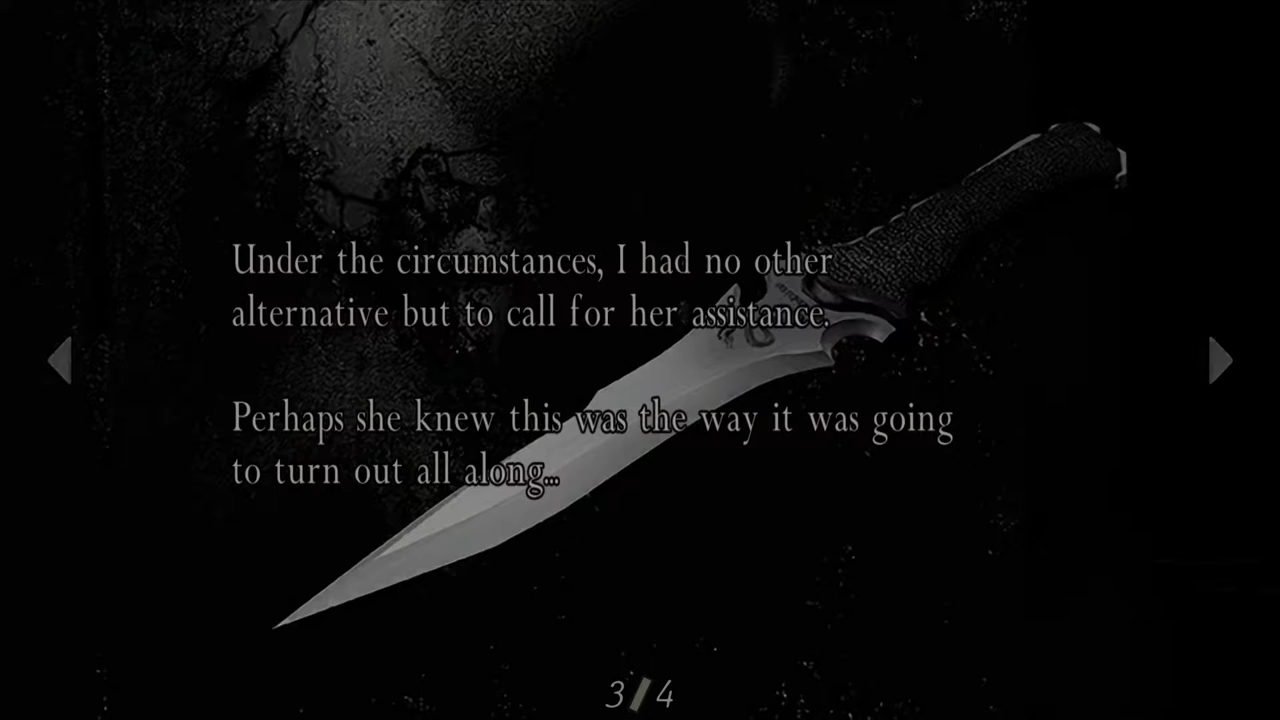 Under the circumstances, I had no other
alternative but to call for her assistance.
Perhaps she knew this was the way it was going
to turn out all along...
3/4